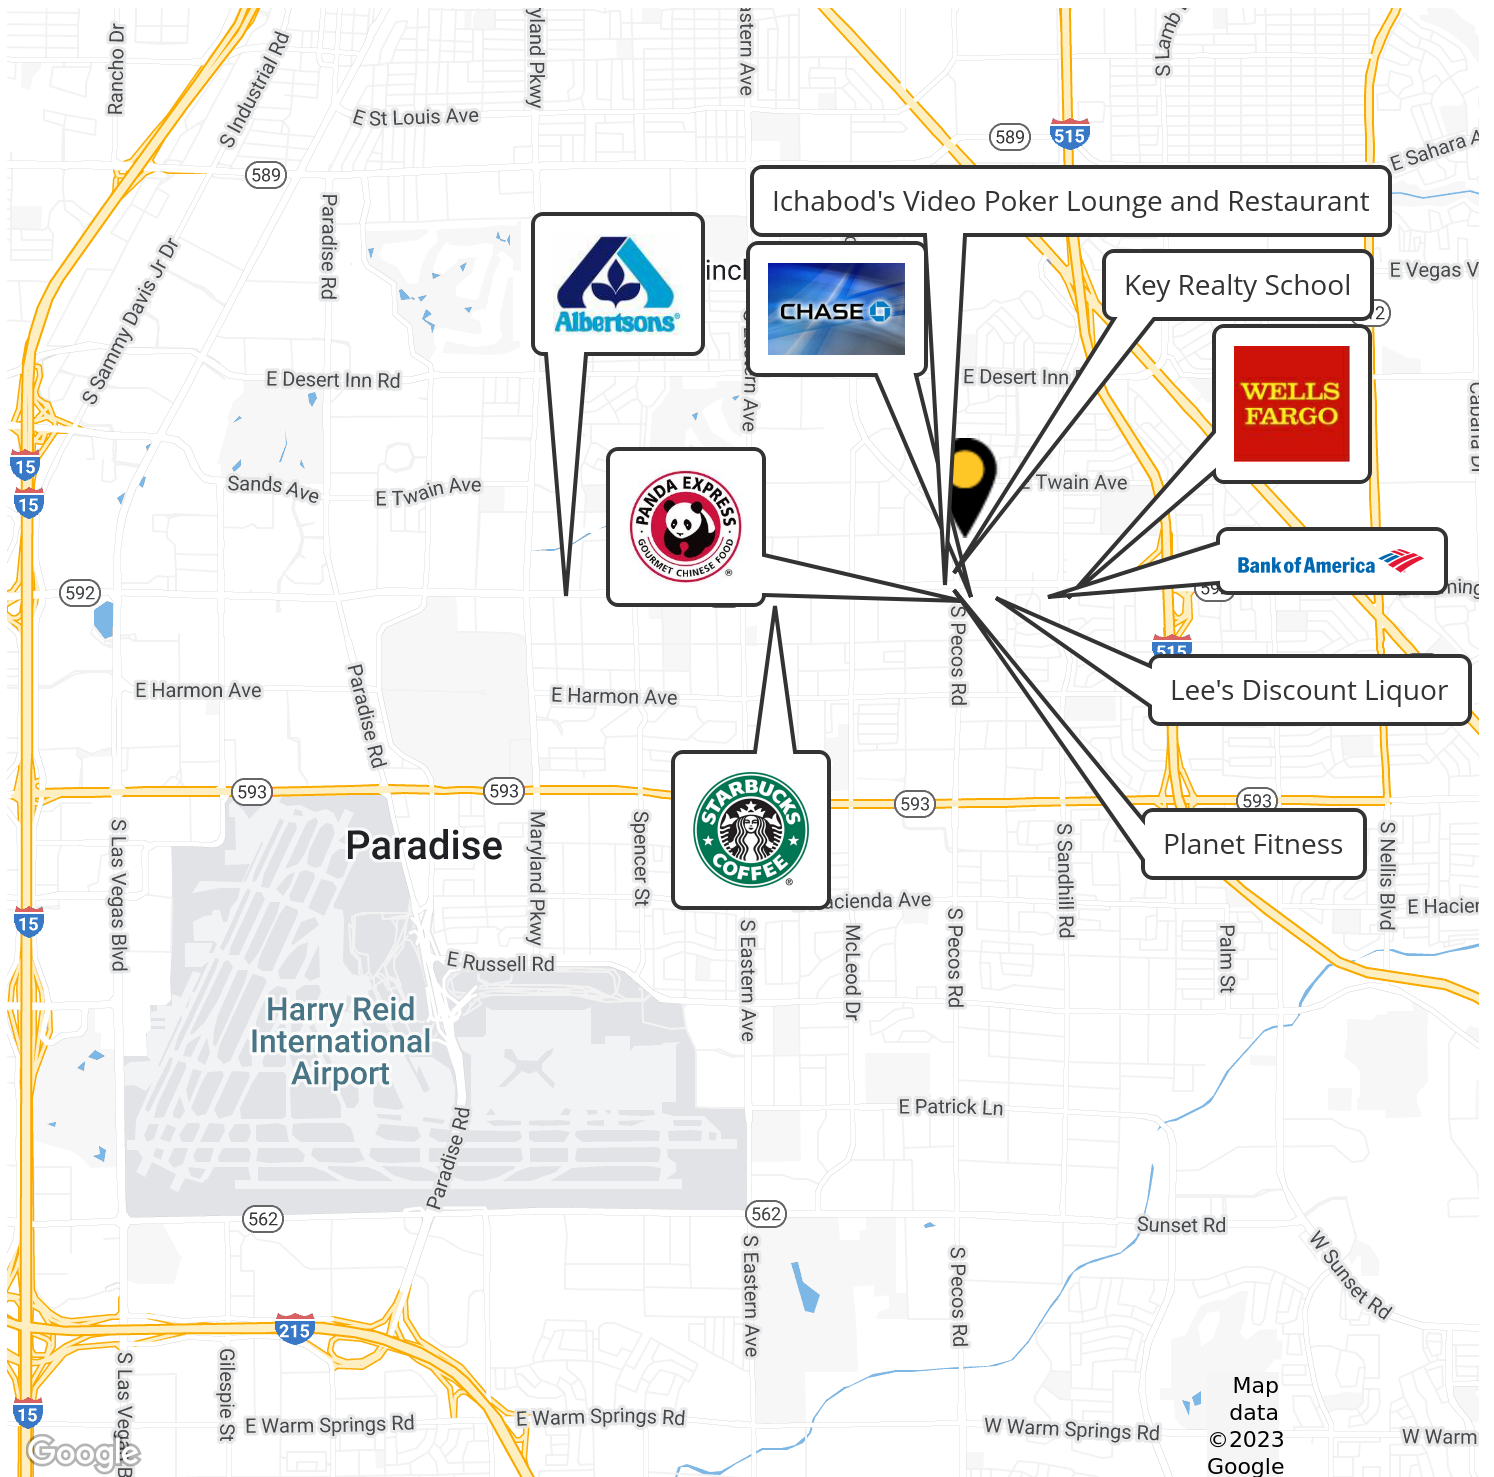 Rancho Dr
S Industrial Rd
yland Pkwy
astern Ave
S Lamb
E St Louis Ave
589
515
E Sahara A
589
Ichabod's Video Poker Lounge and Restaurant
Paradise Rd
S Sammy Davis Jr Dr
Albertsons®
inch
CHASE
Key Realty School
E Vegas V
2
WELLS
FARGO
E Desert Inn Rd
E Desert Inn
15
15
Sands Ave
E Twain Ave
PANDA EXPRESS
GOURMET CHINESE FOOD
®
E Twain Ave
Bank of America
592
59
ming
S Pecos Rd
515
E Harmon Ave
Paradise Rd
E Harmon Ave
Lee's Discount Liquor
593
593
STARBUCKS
COFFEE
®
593
593
Paradise
Planet Fitness
S Las Vegas Blvd
Maryland Pkwy
Spencer St
S Sandhill Rd
S Nellis Blvd
15
acienda Ave
E Hacien
E Russell Rd
S Eastern Ave
McLeod Dr
S Pecos Rd
Palm St
Harry Reid
International
Airport
E Patrick Ln
Paradise Rd
562
562
Sunset Rd
W Sunset Rd
S Eastern Ave
S Pecos Rd
215
S Las Vegas B
Gilespie St
15
E Warm Springs Rd
E Warm Springs Rd
W Warm Springs Rd
W Warm
Google
Map
data
©2023
Google